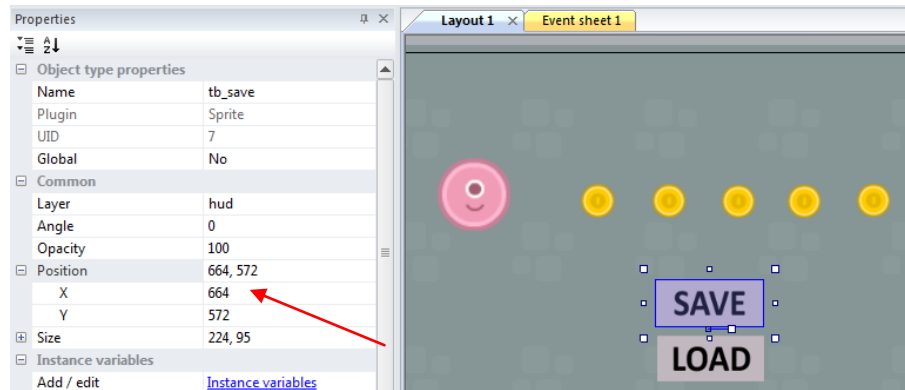 Properties
Layout 1
Event sheet 1
Object type properties
Name tb_save
Plugin Sprite
UID 7
Global No
Common
Layer hud
Angle 0
Opacity 100
Position 664, 572
X 664
Y 572
Size 224, 95
Instance variables
Add / edit Instance variables
SAVE
LOAD